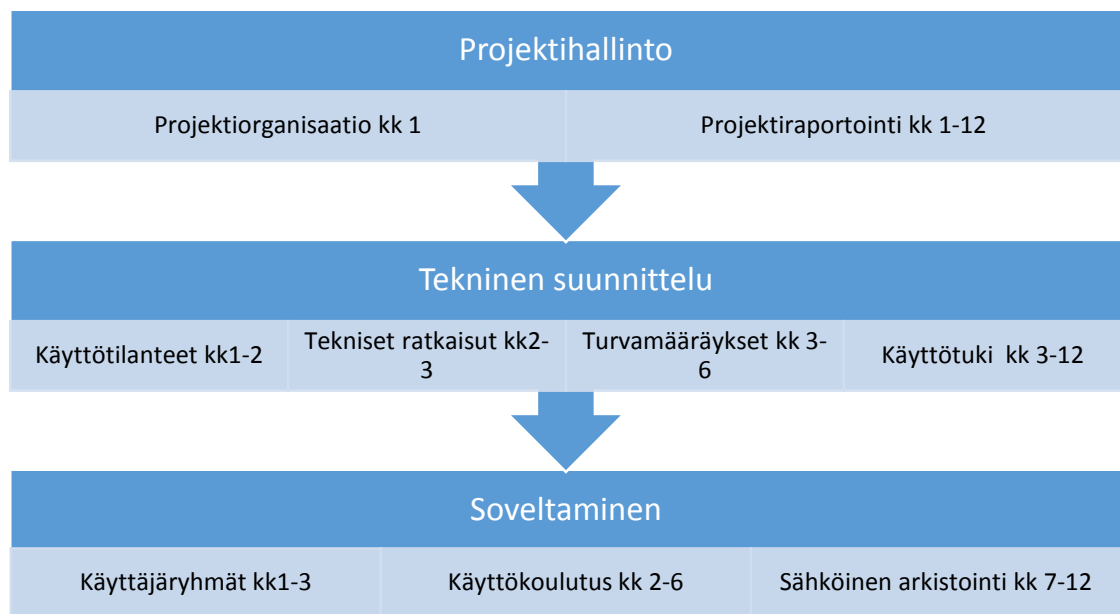 Projektihallinto
Projektiorganisaatio kk 1
Projektiraportointi kk 1-12
Tekninen suunnittelu
Käyttötilanteet kk1-2
Tekniset ratkaisut kk2-
3
Turvamääräykset kk 3-
6
Käyttötuki  kk 3-12
Soveltaminen
Käyttäjäryhmät kk1-3
Käyttökoulutus kk 2-6
Sähköinen arkistointi kk 7-12